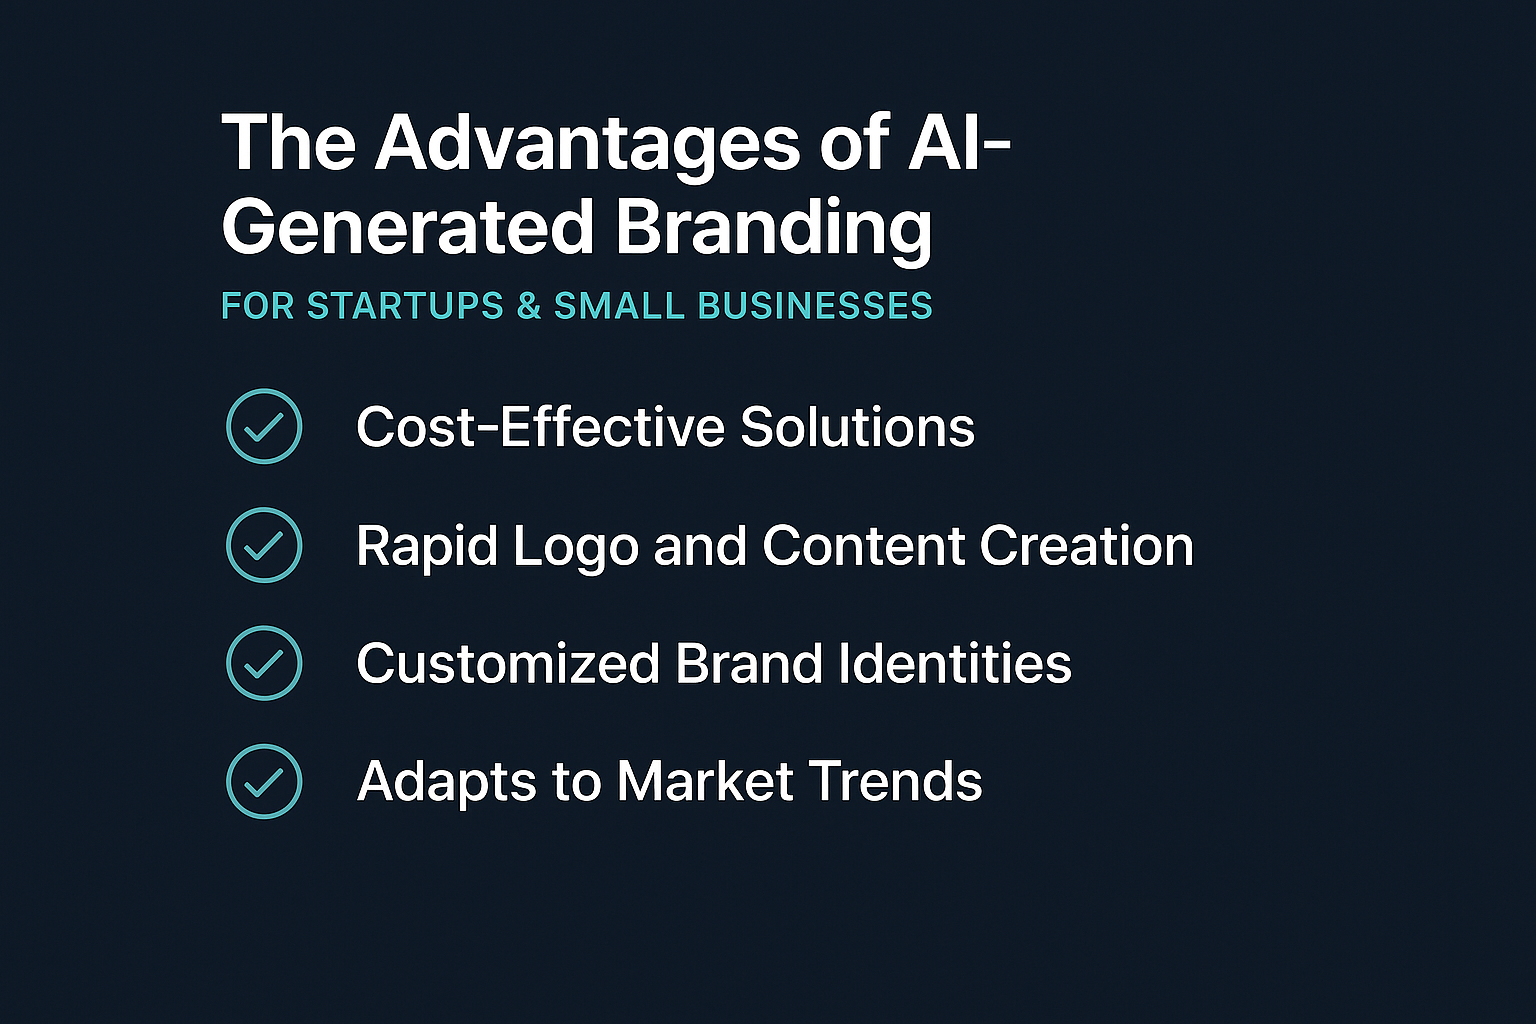 The Advantages of AI-
Generated Branding
FOR STARTUPS & SMALL BUSINESSES
Cost-Effective Solutions
Rapid Logo and Content Creation
Customized Brand Identities
Adapts to Market Trends